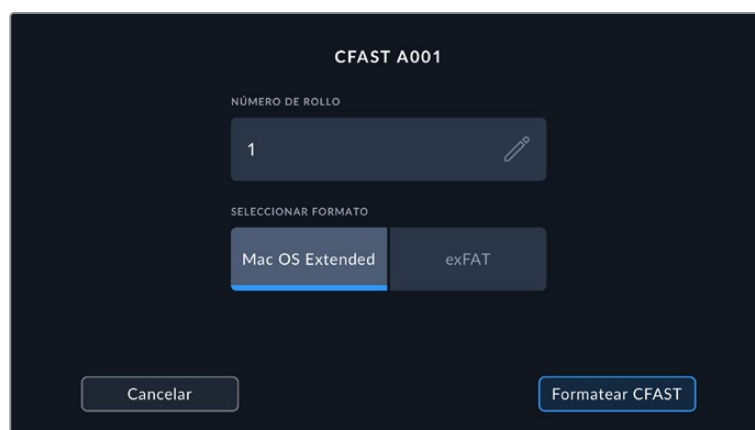 CFAST A001
NÚMERO DE ROLLO
1
SELECCIONAR FORMATO
Mac OS Extended exFAT
Cancelar Formatear CFAST